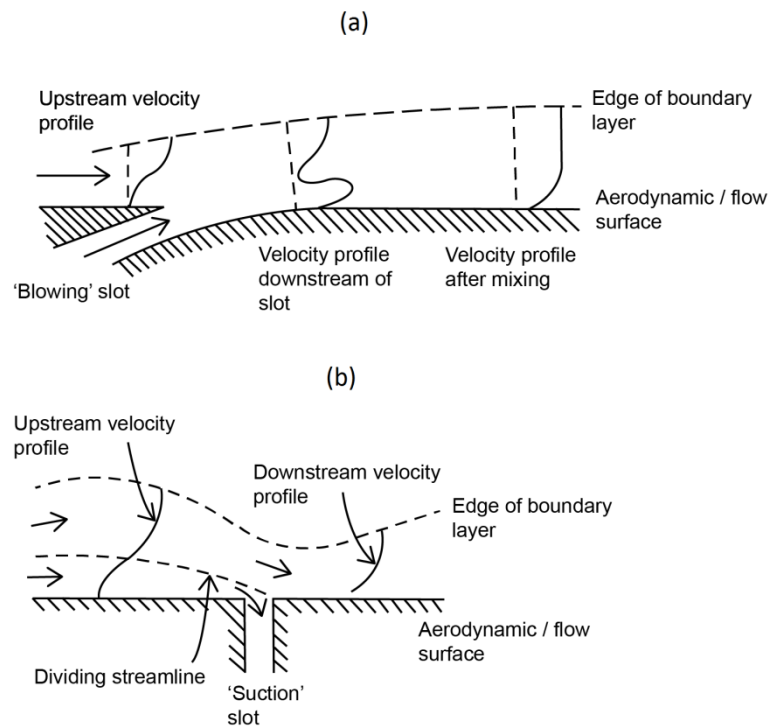 (a)
Upstream velocity
profile
Edge of boundary
layer
Aerodynamic / flow
surface
‘Blowing’ slot
Velocity profile
downstream of
slot
Velocity profile
after mixing
(b)
Upstream velocity
profile
Downstream velocity
profile
Edge of boundary
layer
Aerodynamic / flow
surface
Dividing streamline
‘Suction’
slot